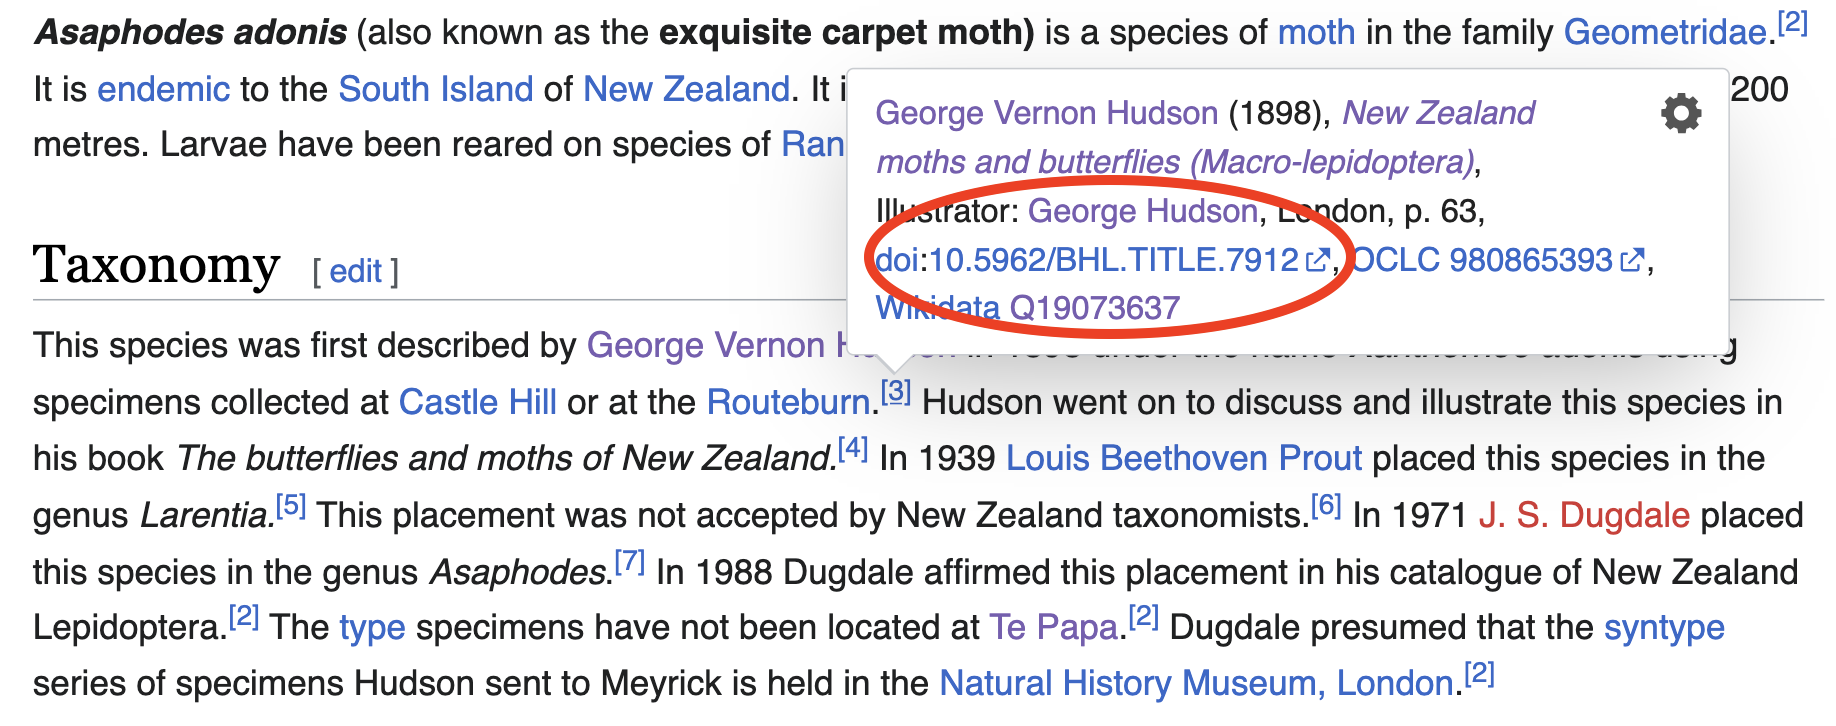 Asaphodes adonis (also known as the exquisite carpet moth) is a species of moth in the family Geometridae.[2]
It is endemic to the South Island of New Zealand. It i
200
metres. Larvae have been reared on species of Ran
George Vernon Hudson (1898), New Zealand
moths and butterflies (Macro-lepidoptera),
Illustrator: George Hudson, London, p. 63,
doi:10.5962/BHL.TITLE.7912, OCLC 980865393,
Wikidata Q19073637
Taxonomy [ edit ]
This species was first described by George Vernon
specimens collected at Castle Hill or at the Routeburn.[3] Hudson went on to discuss and illustrate this species in
his book The butterflies and moths of New Zealand.[4] In 1939 Louis Beethoven Prout placed this species in the
genus Larentia.[5] This placement was not accepted by New Zealand taxonomists.[6] In 1971 J. S. Dugdale placed
this species in the genus Asaphodes.[7] In 1988 Dugdale affirmed this placement in his catalogue of New Zealand
Lepidoptera.[2] The type specimens have not been located at Te Papa.[2] Dugdale presumed that the syntype
series of specimens Hudson sent to Meyrick is held in the Natural History Museum, London.[2]